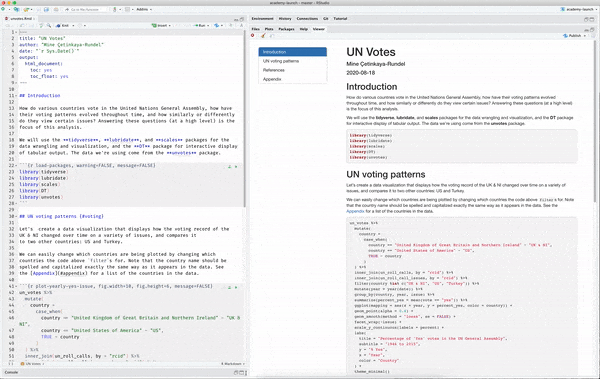 academy-launch - master - RStudio
Go to file/function
Addins
unvotes.Rmd
Knit
Insert
Run
---
title: "UN Votes"
author: "Mine Çetinkaya-Rundel"
date: "`r Sys.Date()`"
output:
html_document:
toc: yes
toc_float: yes
---
## Introduction
How do various countries vote in the United Nations General Assembly, how have
their voting patterns evolved throughout time, and how similarly or differently
do they view certain issues? Answering these questions (at a high level) is the
focus of this analysis.
We will use the **tidyverse**, **lubridate**, and **scales** packages for the
data wrangling and visualization, and the **DT** package for interactive display
of tabular output. The data we're using come from the **unvotes** package.
```{r load-packages, warning=FALSE, message=FALSE}
library(tidyverse)
library(lubridate)
library(scales)
library(DT)
library(unvotes)
```
## UN voting patterns {#voting}
Let's create a data visualization that displays how the voting record of the
UK & NI changed over time on a variety of issues, and compares it
to two other countries: US and Turkey.
We can easily change which countries are being plotted by changing which
countries the code above `filter`s for. Note that the country name should be
spelled and capitalized exactly the same way as it appears in the data. See
the [Appendix](#appendix) for a list of the countries in the data.
```{r plot-yearly-yes-issue, fig.width=10, fig.height=6, message=FALSE}
un_votes %>%
mutate(
country =
case_when(
country == "United Kingdom of Great Britain and Northern Ireland" ~ "UK &
NI",
country == "United States of America" ~ "US",
TRUE ~ country
)
) %>%
inner_join(un_roll_calls, by = "rcid") %>%
UN Votes
R Markdown
Console
Environment History Connections Git Tutorial
Files Plots Packages Help Viewer
Publish
Introduction
UN voting patterns
References
Appendix
UN Votes
Mine Çetinkaya-Rundel
2020-08-18
Introduction
How do various countries vote in the United Nations General Assembly, how have their voting patterns evolved
throughout time, and how similarly or differently do they view certain issues? Answering these questions (at a high level)
is the focus of this analysis.
We will use the tidyverse, lubridate, and scales packages for the data wrangling and visualization, and the DT package
for interactive display of tabular output. The data we're using come from the unvotes package.
library(tidyverse)
library(lubridate)
library(scales)
library(DT)
library(unvotes)
UN voting patterns
Let's create a data visualization that displays how the voting record of the UK & NI changed over time on a variety of
issues, and compares it to two other countries: US and Turkey.
We can easily change which countries are being plotted by changing which countries the code above filters for. Note
that the country name should be spelled and capitalized exactly the same way as it appears in the data. See the
Appendix for a list of the countries in the data.
un_votes %>%
mutate(
country =
case_when(
country == "United Kingdom of Great Britain and Northern Ireland" ~ "UK & NI",
country == "United States of America" ~ "US",
TRUE ~ country
)
) %>%
inner_join(un_roll_calls, by = "rcid") %>%
inner_join(un_roll_call_issues, by = "rcid") %>%
filter(country %in% c("UK & NI", "US", "Turkey")) %>%
mutate(year = year(date)) %>%
group_by(country, year, issue) %>%
summarize(percent_yes = mean(vote == "yes")) %>%
ggplot(mapping = aes(x = year, y = percent_yes, color = country)) +
geom_point(alpha = 0.4) +
geom_smooth(method = "loess", se = FALSE) +
facet_wrap(~issue) +
scale_y_continuous(labels = percent) +
labs(
title = "Percentage of 'Yes' votes in the UN General Assembly",
subtitle = "1946 to 2015",
y = "% Yes",
x = "Year",
color = "Country"
) +
theme_minimal()